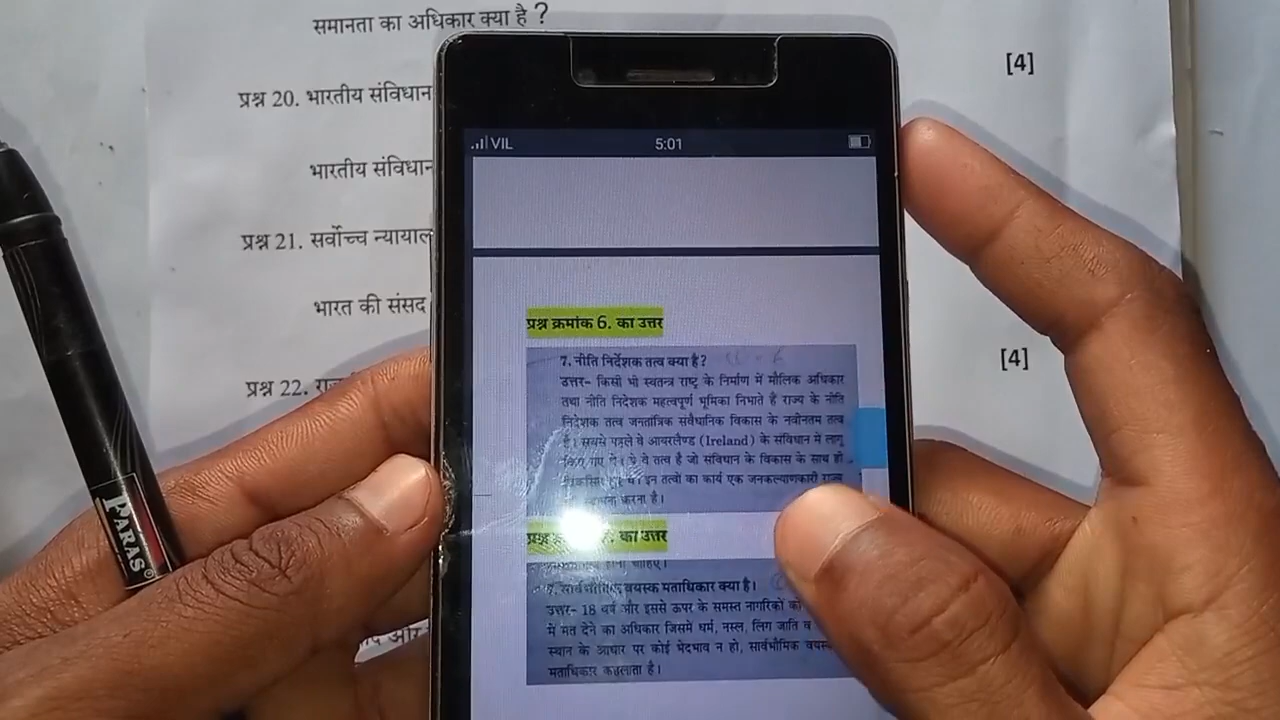 समानता का अधिकार क्या है ?
[4]
प्रश्न 20. भारतीय संविधान
भारतीय संविधान
प्रश्न 21. सर्वोच्च
भारत की संसद
[4]
प्रश्न 22.
PARAS
VIL 5:01
प्रश्न क्रमांक 6. का उत्तर
7. नीति निर्देशक तत्व क्या है?
उत्तर- किसी भी स्वतन्त्र राष्ट्र के निर्माण में मौलिक अधिकार
तथा नीति निदेशक महत्वपूर्ण भूमिका निभाते हैं राज्य के नीति
निदेशक तत्व जनतांत्रिक संवैधानिक विकास के नवीनतम तत्व
हैं। सबसे पहले ये आयरलैण्ड (Ireland) के संविधान में लागू
किए गए थे। ये वे तत्व है जो संविधान के विकास के साथ ही
इन तत्वों का कार्य एक जनकल्याणकारी राज्य
करना है।
का उत्तर
वयस्क मताधिकार क्या है।
उत्तर- 18 वर्ष और इससे ऊपर के समस्त नागरिकों को
में मत देने का अधिकार जिसमें धर्म, नस्ल, लिंग जाति व
स्थान के आधार पर कोई भेदभाव न हो, सार्वभौमिक
मताधिकार कहलाता है।